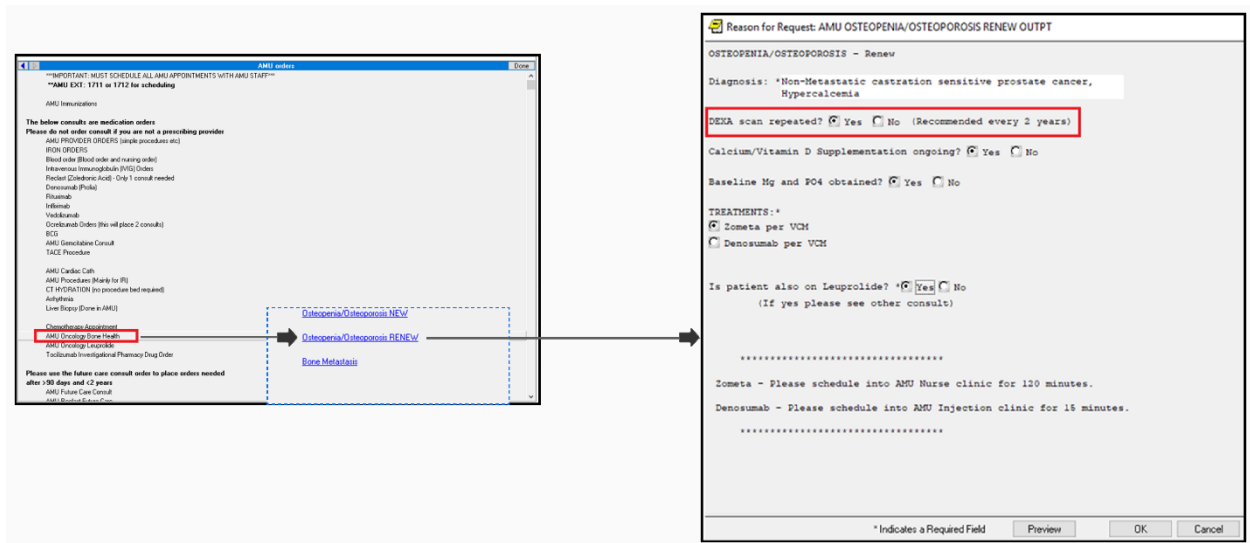 AMU orders
Done
***IMPORTANT: MUST SCHEDULE ALL AMU APPOINTMENTS WITH AMU STAFF***
**AMU EXT: 1711 or 1712 for scheduling
AMU Immunizations
The below consults are medication orders
Please do not order consult if you are not a prescribing provider
AMU PROVIDER ORDERS (simple procedures etc)
IRON ORDERS
Blood order (Blood order and nursing order)
Intravenous Immunoglobulin (IVIG) Orders
Reclast (Zoledronic Acid) - Only 1 consult needed
Denosumab (Prolia)
Rituximab
Infliximab
Vedolizumab
Ocrelizumab Orders (this will place 2 consults)
BCG
AMU Gemcitabine Consult
TACE Procedure
AMU Cardiac Cath
AMU Procedures (Mainly for IR)
CT HYDRATION (no procedure bed required)
Arrhythmia
Liver Biopsy (Done in AMU)
Chemotherapy Appointment
AMU Oncology Bone Health
AMU Oncology Leuprolide
Tocilizumab Investigational Pharmacy Drug Order
Please use the future care consult order to place orders needed
after >90 days and <2 years
AMU Future Care Consult
AMU Reclast Future Care
Osteopenia/Osteoporosis NEW
Osteopenia/Osteoporosis RENEW
Bone Metastasis
Reason for Request: AMU OSTEOPENIA/OSTEOPOROSIS RENEW OUTPT
OSTEOPENIA/OSTEOPOROSIS - Renew
Diagnosis: *Non-Metastatic castration sensitive prostate cancer,
Hypercalcemia
DEXA scan repeated? Yes No (Recommended every 2 years)
Calcium/Vitamin D Supplementation ongoing? Yes No
Baseline Mg and PO4 obtained? Yes No
TREATMENTS:*
Zometa per VCM
Denosumab per VCM
Is patient also on Leuprolide? * Yes No
(If yes please see other consult)
**********************************
Zometa - Please schedule into AMU Nurse clinic for 120 minutes.
Denosumab - Please schedule into AMU Injection clinic for 15 minutes.
**********************************
* Indicates a Required Field
Preview
OK
Cancel